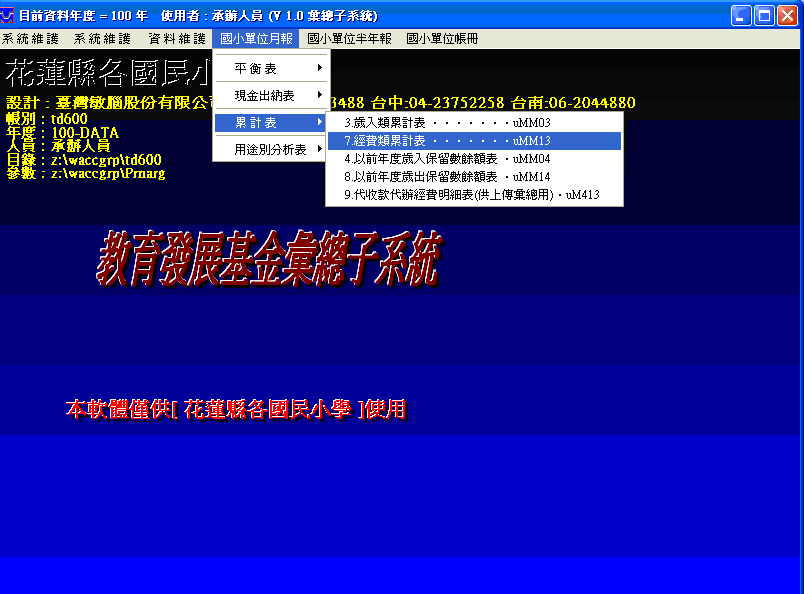 目前資料年度 = 100 年 使用者 : 承辦人員 (V 1.0 彙總子系統)
系統維護 系統維護 資料維護 國小單位月報 國小單位半年報 國小單位帳冊
花蓮縣各國民小
平衡表
現金出納表
累計表
用途別分析表
設計 : 臺灣敏腦股份有限公 3488 台中:04-23752258 台南:06-2044880
帳別 : td600
年度 : 100-DATA
人員 : 承辦人員
目錄 : z:\waccgrp\td600
參數 : z:\waccgrp\Prnarg
3.歲入類累計表 ・・・・・・・uMM03
7.經費類累計表 ・・・・・・・uMM13
4.以前年度歲入保留數餘額表 ・uMM04
8.以前年度歲出保留數餘額表 ・uMM14
9.代收款代辦經費明細表(供上傳彙總用)・uM413
教育發展基金彙總子系統
本軟體僅供[ 花蓮縣各國民小學 ]使用